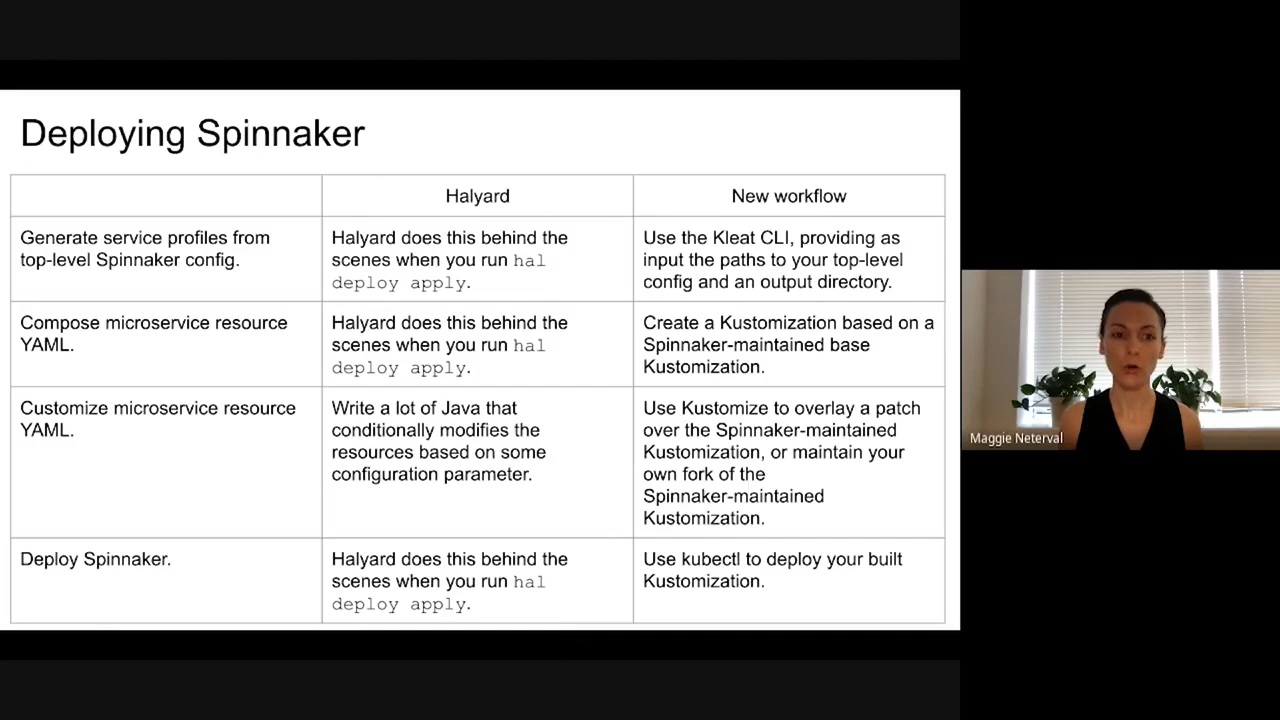 Deploying Spinnaker
Halyard
New workflow
Generate service profiles from
top-level Spinnaker config.
Halyard does this behind the
scenes when you run hal
deploy apply.
Use the Kleat CLI, providing as
input the paths to your top-level
config and an output directory.
Compose microservice resource
YAML.
Halyard does this behind the
scenes when you run hal
deploy apply.
Create a Kustomization based on a
Spinnaker-maintained base
Kustomization.
Customize microservice resource
YAML.
Write a lot of Java that
conditionally modifies the
resources based on some
configuration parameter.
Use Kustomize to overlay a patch
over the Spinnaker-maintained
Kustomization, or maintain your
own fork of the
Spinnaker-maintained
Kustomization.
Deploy Spinnaker.
Halyard does this behind the
scenes when you run hal
deploy apply.
Use kubectl to deploy your built
Kustomization.
Maggie Neterval